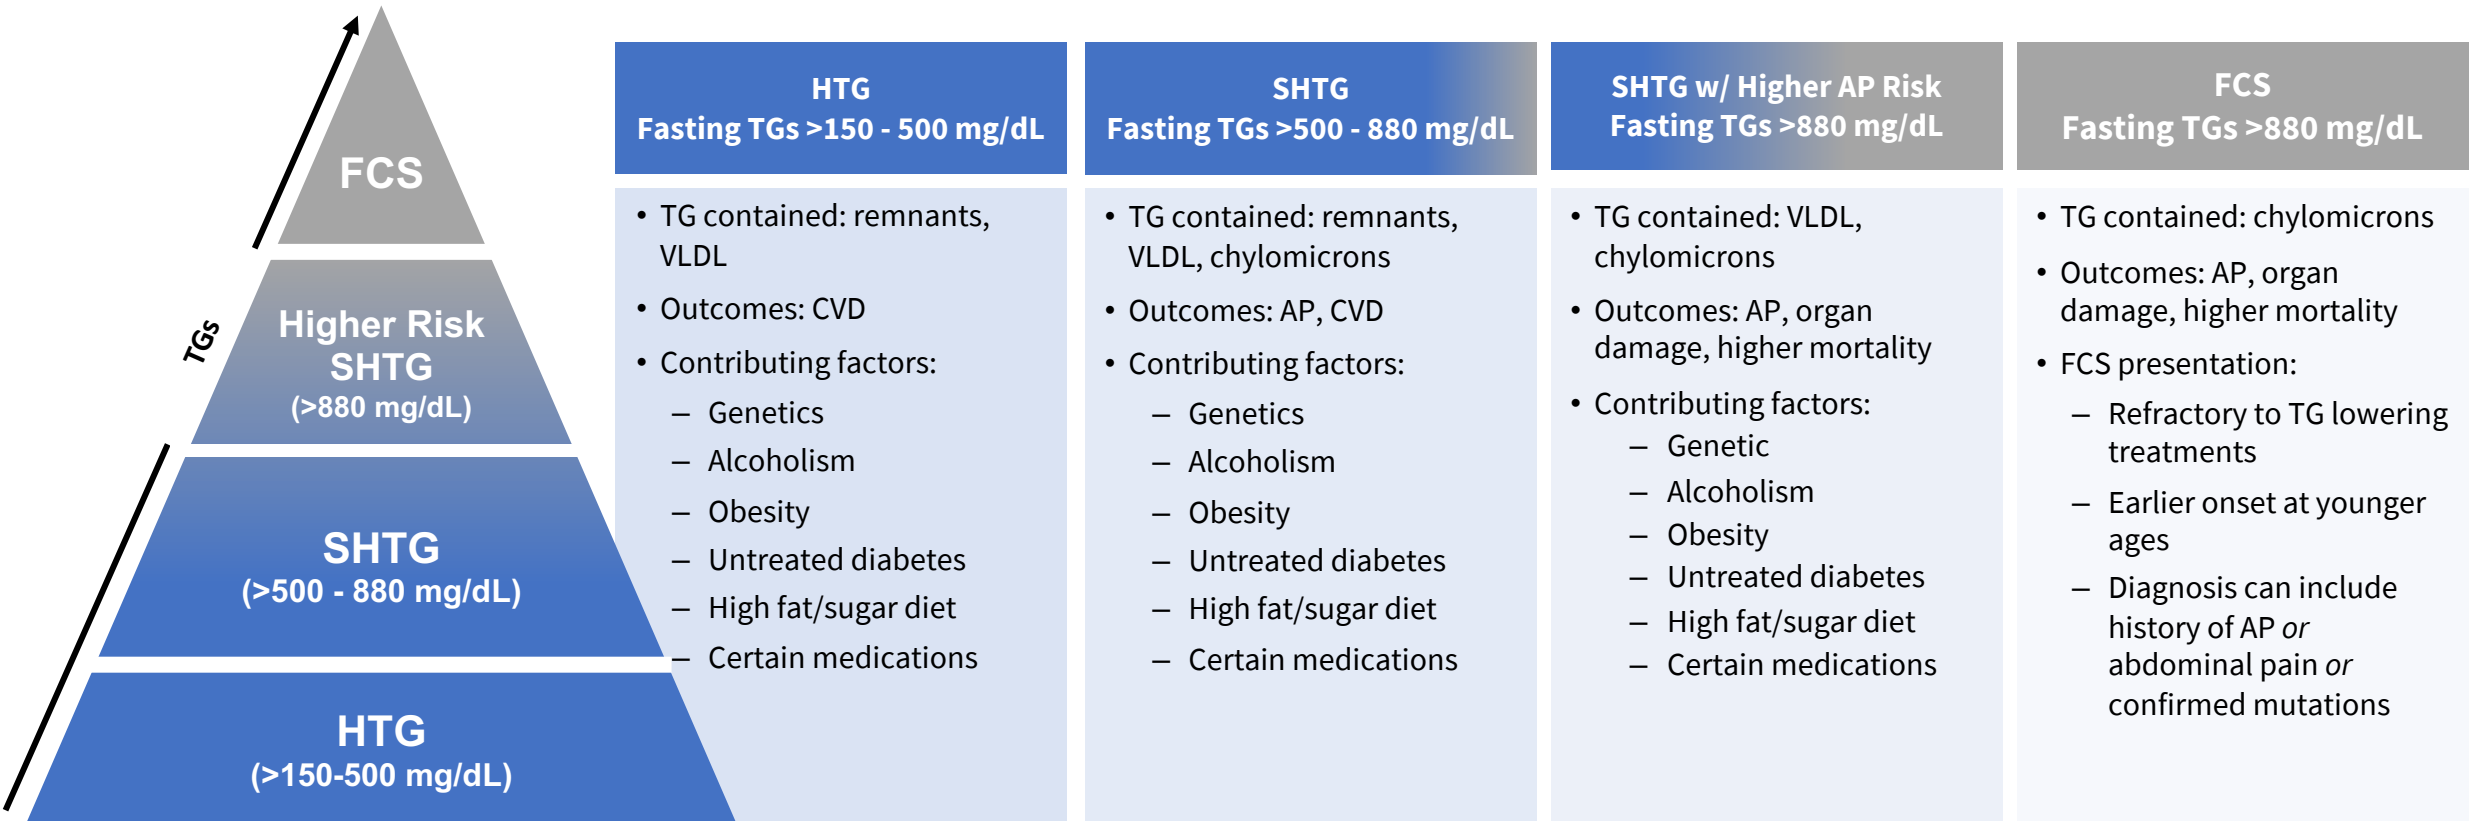 FCS
TGs
Higher Risk
SHTG
(>880 mg/dL)
SHTG
(>500 - 880 mg/dL)
HTG
(>150-500 mg/dL)
HTG
Fasting TGs >150 - 500 mg/dL
• TG contained: remnants,
VLDL
• Outcomes: CVD
• Contributing factors:
– Genetics
– Alcoholism
– Obesity
– Untreated diabetes
– High fat/sugar diet
– Certain medications
SHTG
Fasting TGs >500 - 880 mg/dL
• TG contained: remnants,
VLDL, chylomicrons
• Outcomes: AP, CVD
• Contributing factors:
– Genetics
– Alcoholism
– Obesity
– Untreated diabetes
– High fat/sugar diet
– Certain medications
SHTG w/ Higher AP Risk
Fasting TGs >880 mg/dL
• TG contained: VLDL,
chylomicrons
• Outcomes: AP, organ
damage, higher mortality
• Contributing factors:
– Genetic
– Alcoholism
– Obesity
– Untreated diabetes
– High fat/sugar diet
– Certain medications
FCS
Fasting TGs >880 mg/dL
• TG contained: chylomicrons
• Outcomes: AP, organ
damage, higher mortality
• FCS presentation:
– Refractory to TG lowering
treatments
– Earlier onset at younger
ages
– Diagnosis can include
history of AP or
abdominal pain or
confirmed mutations